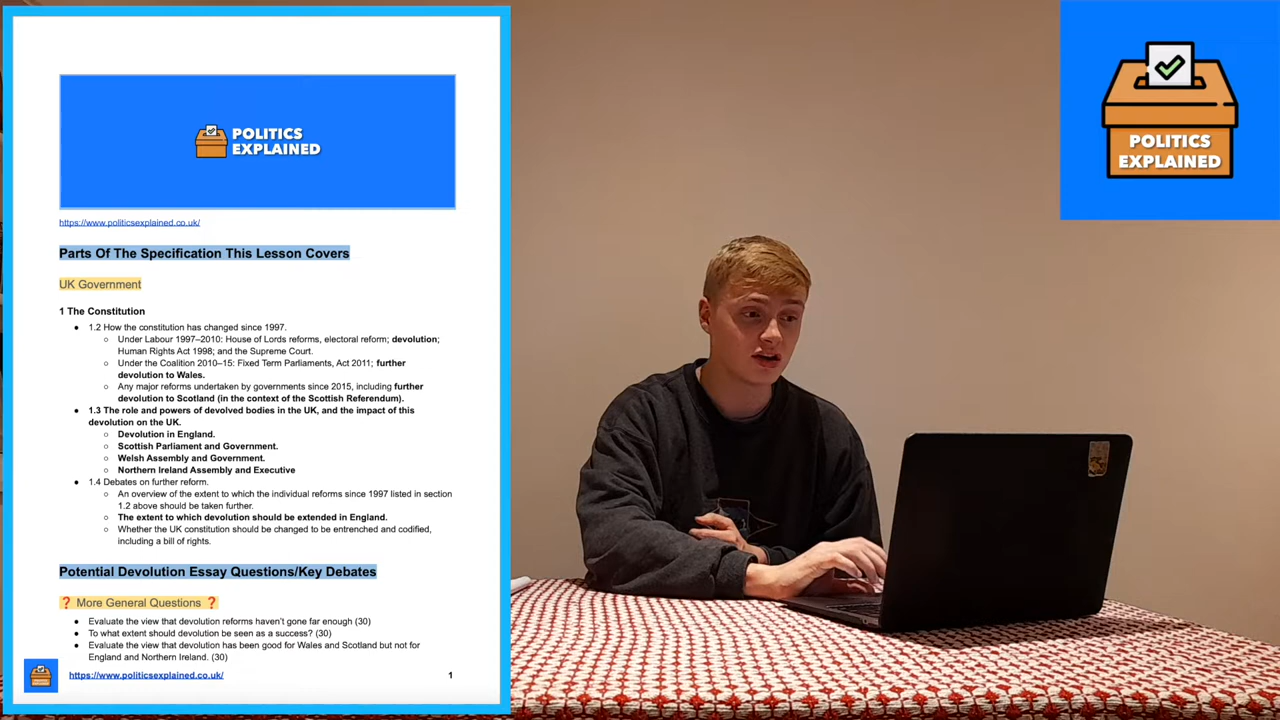 POLITICS
EXPLAINED
https://www.politicsexplained.co.uk/
Parts Of The Specification This Lesson Covers
UK Government
1 The Constitution
● 1.2 How the constitution has changed since 1997.
○ Under Labour 1997–2010: House of Lords reforms, electoral reform; devolution;
Human Rights Act 1998; and the Supreme Court.
○ Under the Coalition 2010–15: Fixed Term Parliaments, Act 2011; further
devolution to Wales.
○ Any major reforms undertaken by governments since 2015, including further
devolution to Scotland (in the context of the Scottish Referendum).
● 1.3 The role and powers of devolved bodies in the UK, and the impact of this
devolution on the UK.
○ Devolution in England.
○ Scottish Parliament and Government.
○ Welsh Assembly and Government.
○ Northern Ireland Assembly and Executive
● 1.4 Debates on further reform.
○ An overview of the extent to which the individual reforms since 1997 listed in section
1.2 above should be taken further.
○ The extent to which devolution should be extended in England.
○ Whether the UK constitution should be changed to be entrenched and codified,
including a bill of rights.
Potential Devolution Essay Questions/Key Debates
❓ More General Questions ❓
● Evaluate the view that devolution reforms haven't gone far enough (30)
● To what extent should devolution be seen as a success? (30)
● Evaluate the view that devolution has been good for Wales and Scotland but not for
England and Northern Ireland. (30)
https://www.politicsexplained.co.uk/
1
POLITICS
EXPLAINED